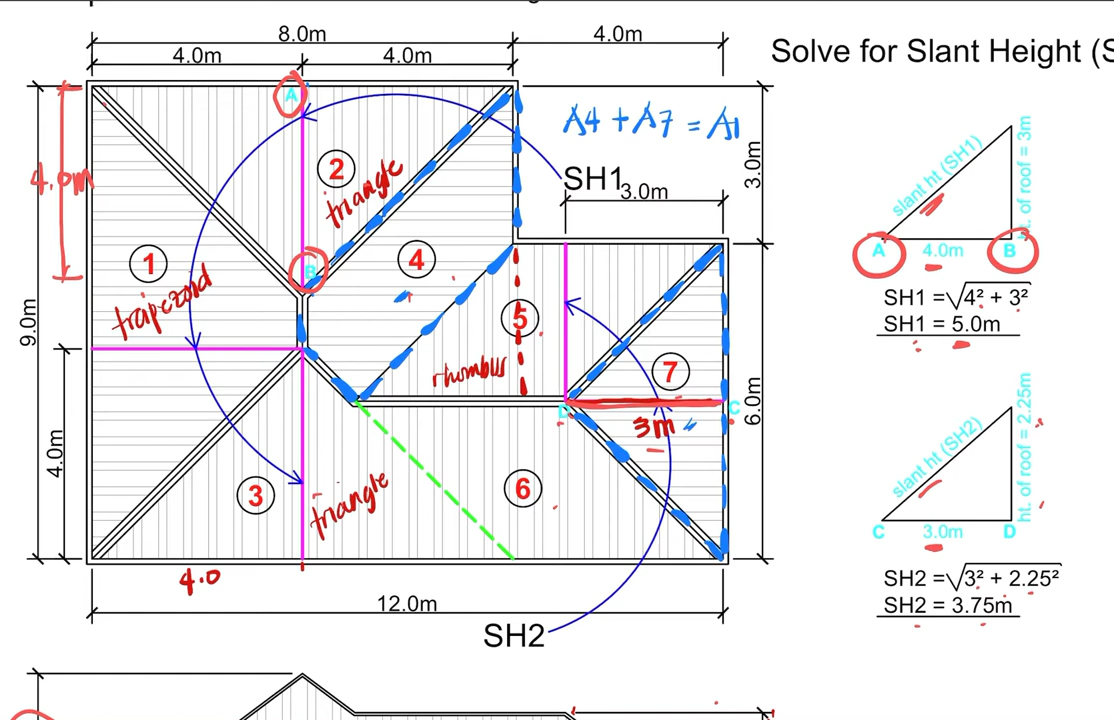 8.0m
4.0m
4.0m
4.0m
Solve for Slant Height (S
A
A4 + A7 = A1
4.0m
2
triangle
SH1
3.0m
3.0m
slant ht (SH1)
ht. of roof = 3m
A
4.0m
B
SH1 =√4² + 3²
SH1 = 5.0m
B
1
4
trapezoid
9.0m
5
rhombus
7
D
C
3m
6.0m
4.0m
3
triangle
6
slant ht (SH2)
ht. of roof = 2.25m
C
3.0m
D
4.0
12.0m
SH2
SH2 =√3² + 2.25²
SH2 = 3.75m